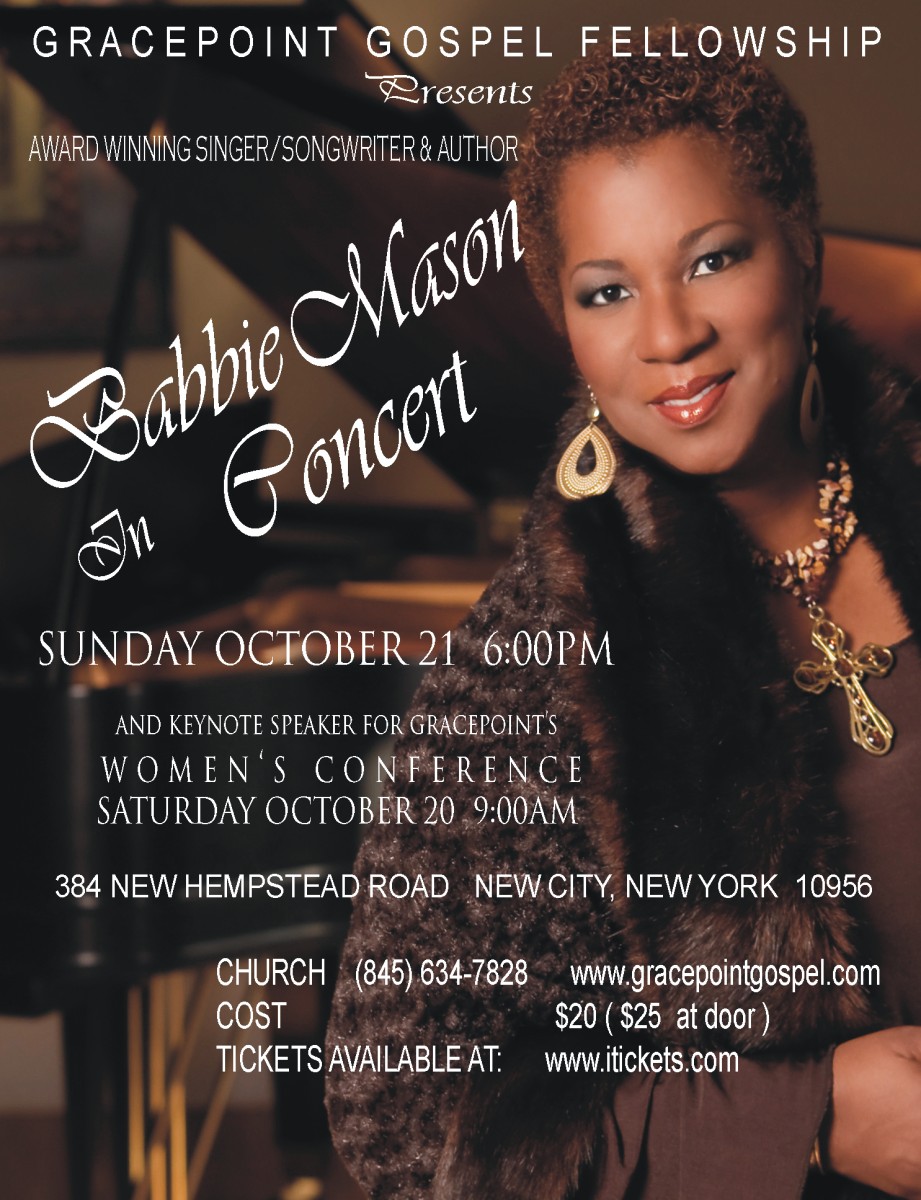 GRACEPOINT GOSPEL FELLOWSHIP
Presents
AWARD WINNING SINGER/SONGWRITER & AUTHOR
Babbie Mason
In Concert
SUNDAY OCTOBER 21 6:00PM
AND KEYNOTE SPEAKER FOR GRACEPOINT'S
WOMEN‘S CONFERENCE
SATURDAY OCTOBER 20 9:00AM
384 NEW HEMPSTEAD ROAD NEW CITY, NEW YORK 10956
CHURCH (845) 634-7828 www.gracepointgospel.com
COST $20 ( $25 at door )
TICKETS AVAILABLE AT: www.itickets.com